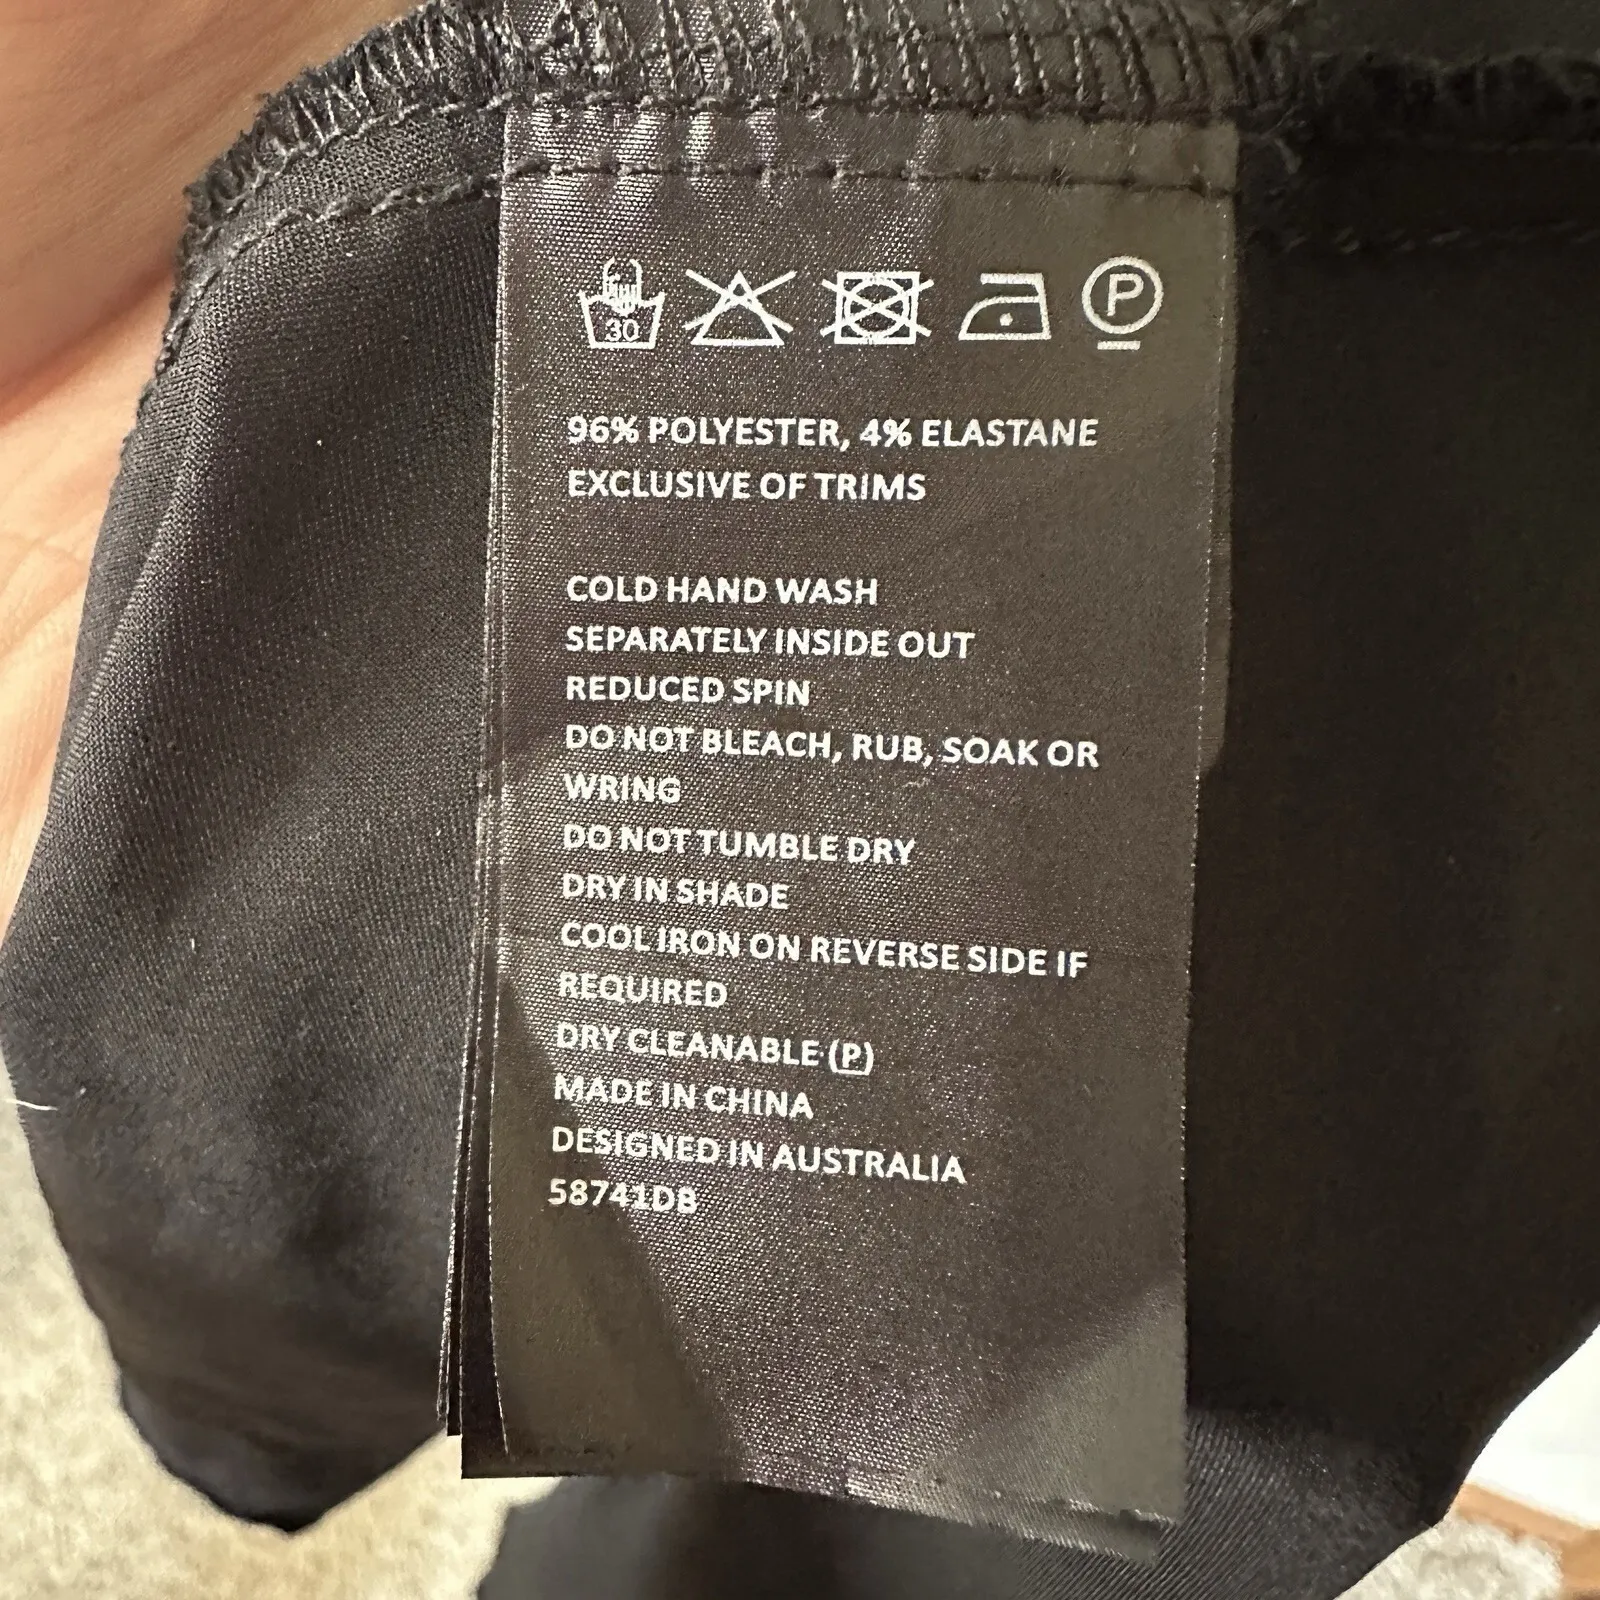 30 P
96% POLYESTER, 4% ELASTANE
EXCLUSIVE OF TRIMS
COLD HAND WASH
SEPARATELY INSIDE OUT
REDUCED SPIN
DO NOT BLEACH, RUB, SOAK OR
WRING
DO NOT TUMBLE DRY
DRY IN SHADE
COOL IRON ON REVERSE SIDE IF
REQUIRED
DRY CLEANABLE (P)
MADE IN CHINA
DESIGNED IN AUSTRALIA
58741DB